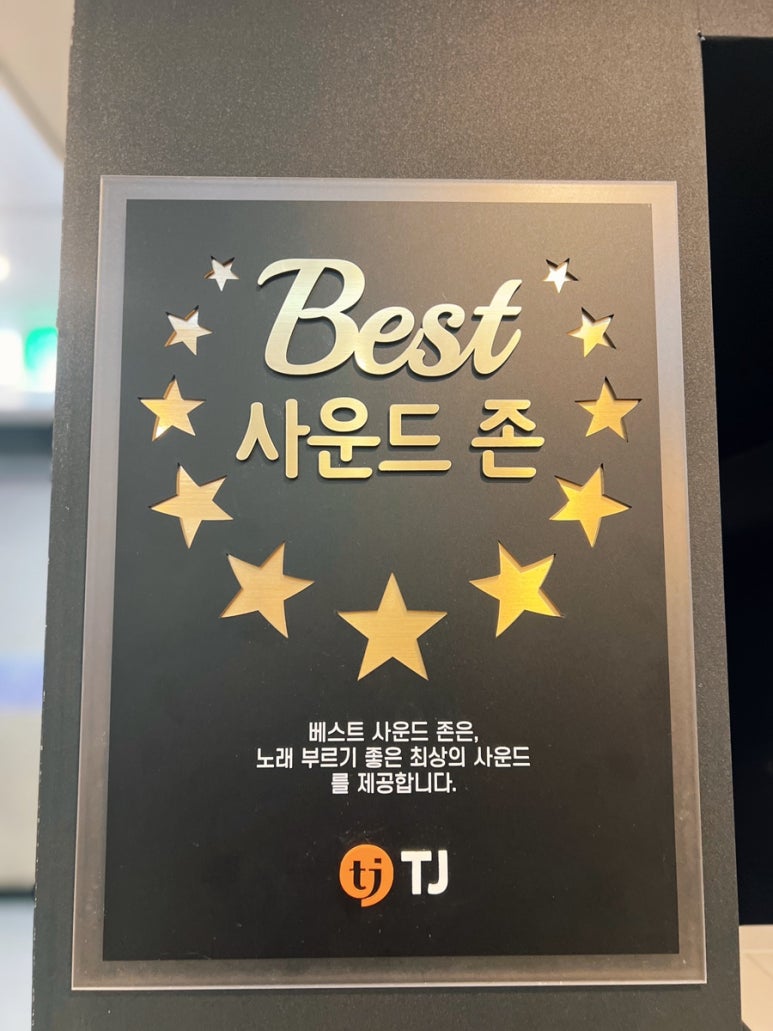 Best
사운드 존
베스트 사운드 존은,
노래 부르기 좋은 최상의 사운드
를 제공합니다.
tj TJ